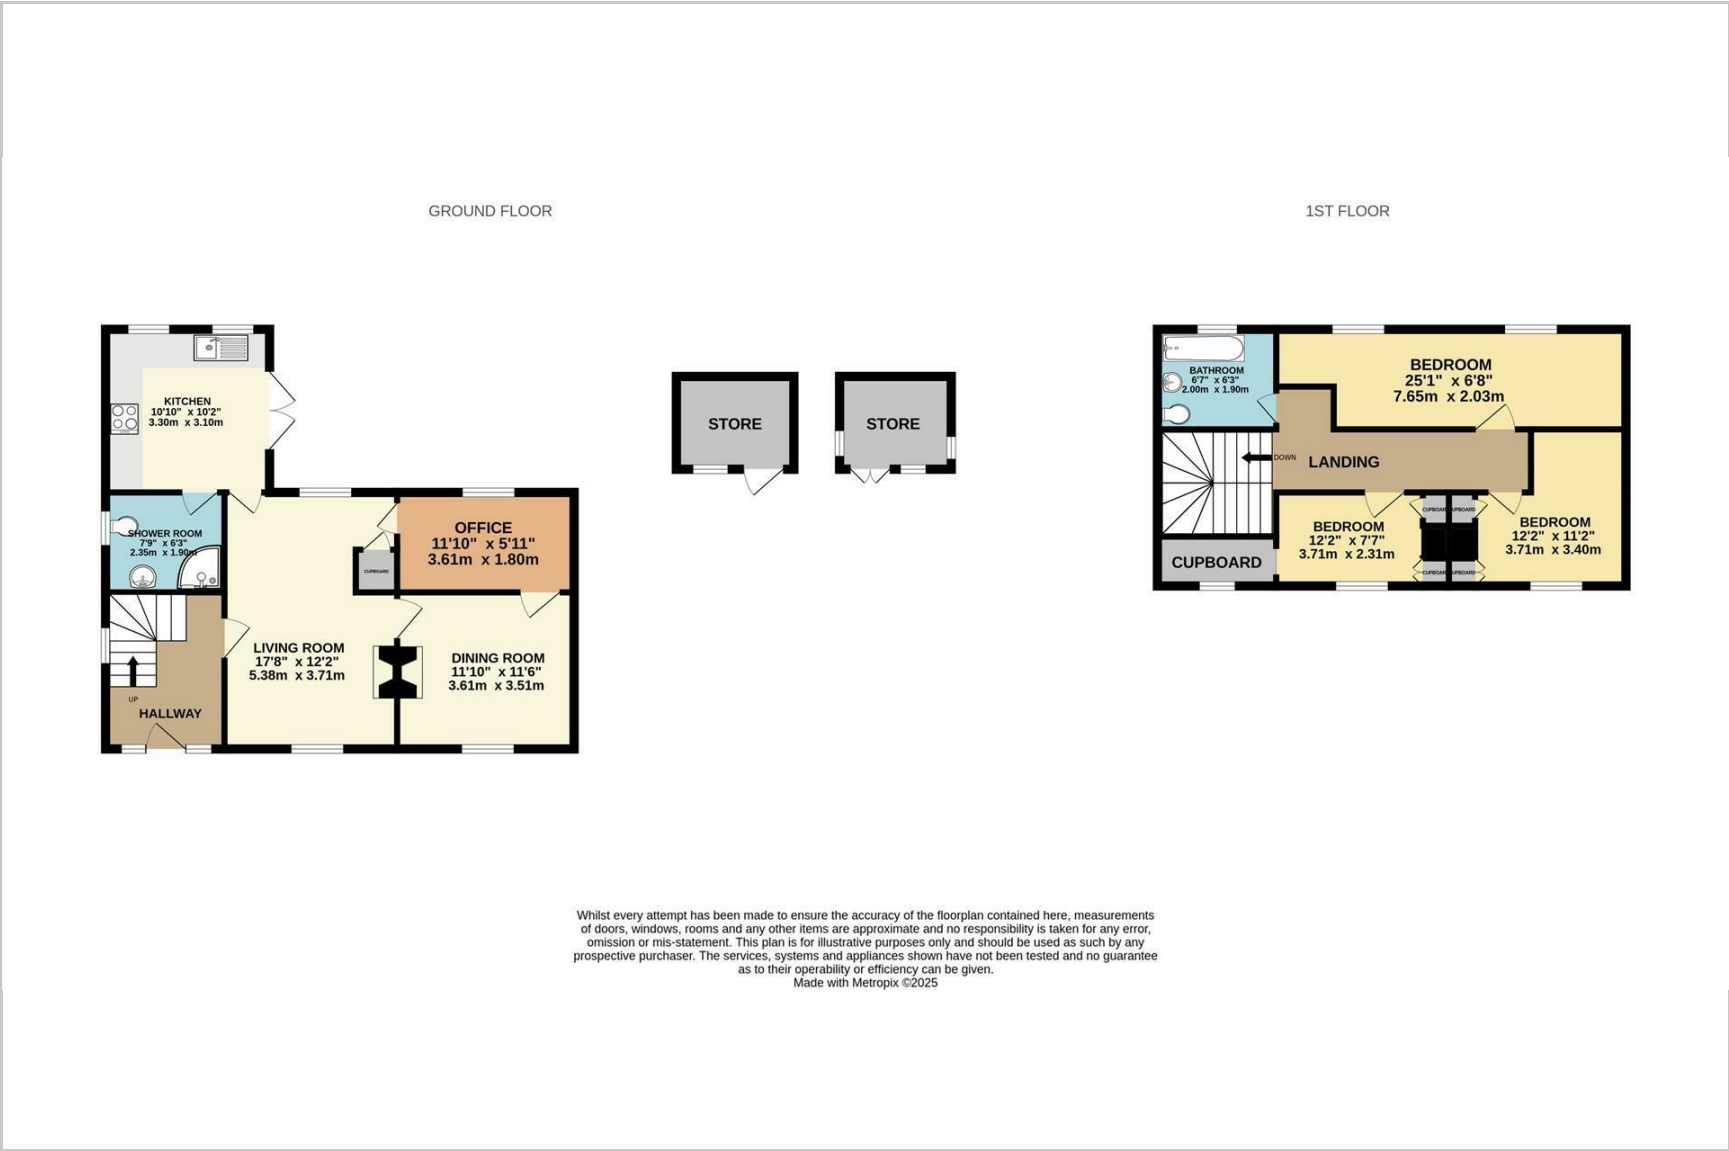 GROUND FLOOR
1ST FLOOR
KITCHEN
10'10" x 10'2"
3.30m x 3.10m
SHOWER ROOM
7'9" x 6'3"
2.35m x 1.90m
UP
HALLWAY
LIVING ROOM
17'8" x 12'2"
5.38m x 3.71m
CUPBOARD
OFFICE
11'10" x 5'11"
3.61m x 1.80m
DINING ROOM
11'10" x 11'6"
3.61m x 3.51m
STORE
STORE
BATHROOM
6'7" x 6'3"
2.00m x 1.90m
BEDROOM
25'1" x 6'8"
7.65m x 2.03m
DOWN
LANDING
CUPBOARD
BEDROOM
12'2" x 7'7"
3.71m x 2.31m
CUPBOARD
CUPBOARD
CUPBOARD
CUPBOARD
BEDROOM
12'2" x 11'2"
3.71m x 3.40m
Whilst every attempt has been made to ensure the accuracy of the floorplan contained here, measurements
of doors, windows, rooms and any other items are approximate and no responsibility is taken for any error,
omission or mis-statement. This plan is for illustrative purposes only and should be used as such by any
prospective purchaser. The services, systems and appliances shown have not been tested and no guarantee
as to their operability or efficiency can be given.
Made with Metropix ©2025